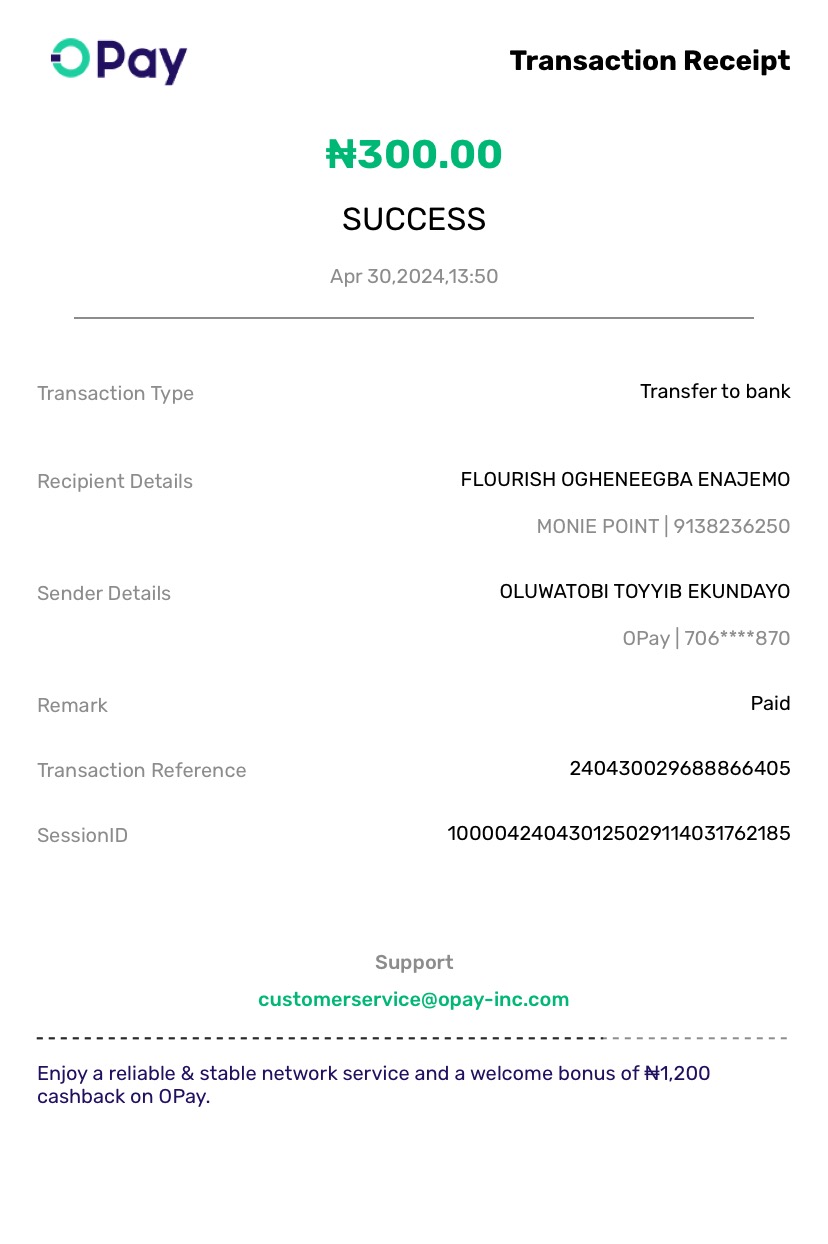 OPay
Transaction Receipt
₦300.00
SUCCESS
Apr 30,2024,13:50
Transaction Type
Transfer to bank
Recipient Details
FLOURISH OGHENEEGBA ENAJEMO
MONIE POINT | 9138236250
Sender Details
OLUWATOBI TOYYIB EKUNDAYO
OPay | 706****870
Remark
Paid
Transaction Reference
240430029688866405
SessionID
100004240430125029114031762185
Support
customerservice@opay-inc.com
Enjoy a reliable & stable network service and a welcome bonus of ₦1,200
cashback on OPay.